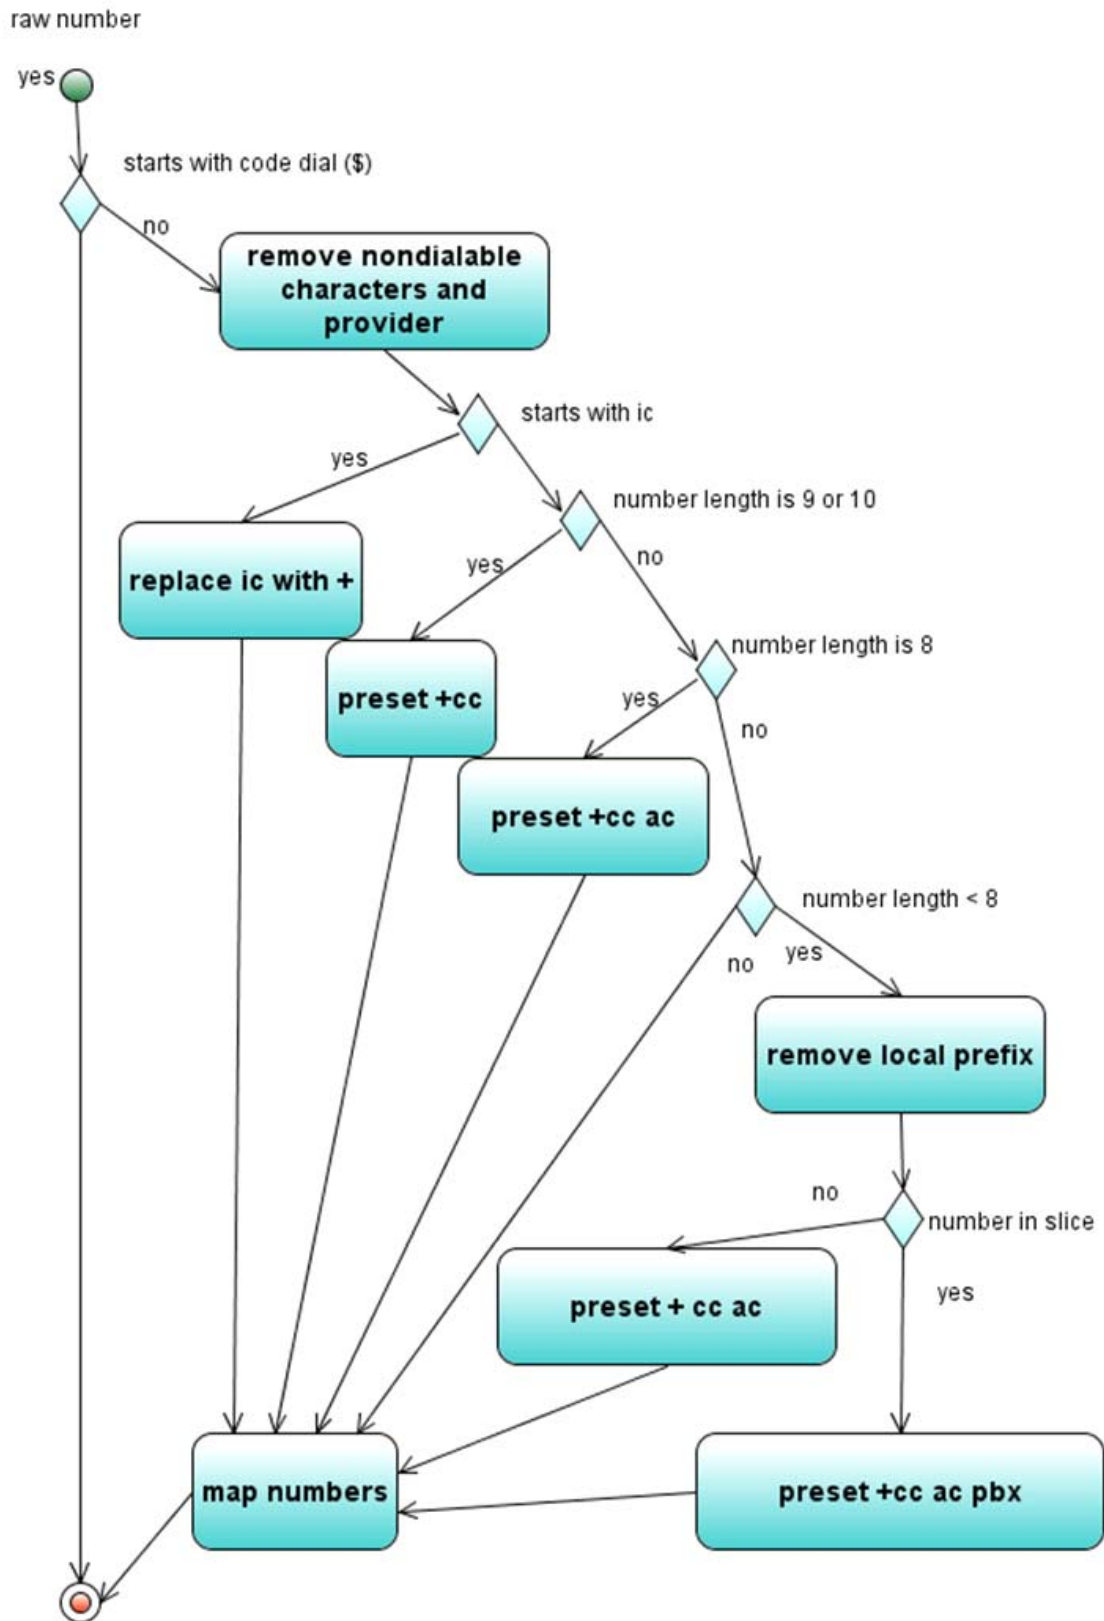 raw number
yes
starts with code dial ($)
no
remove nondialable
characters and
provider
starts with ic
yes
number length is 9 or 10
replace ic with +
yes
no
number length is 8
preset +cc
yes
no
preset +cc ac
number length < 8
no
yes
remove local prefix
no
number in slice
preset + cc ac
yes
map numbers
preset +cc ac pbx